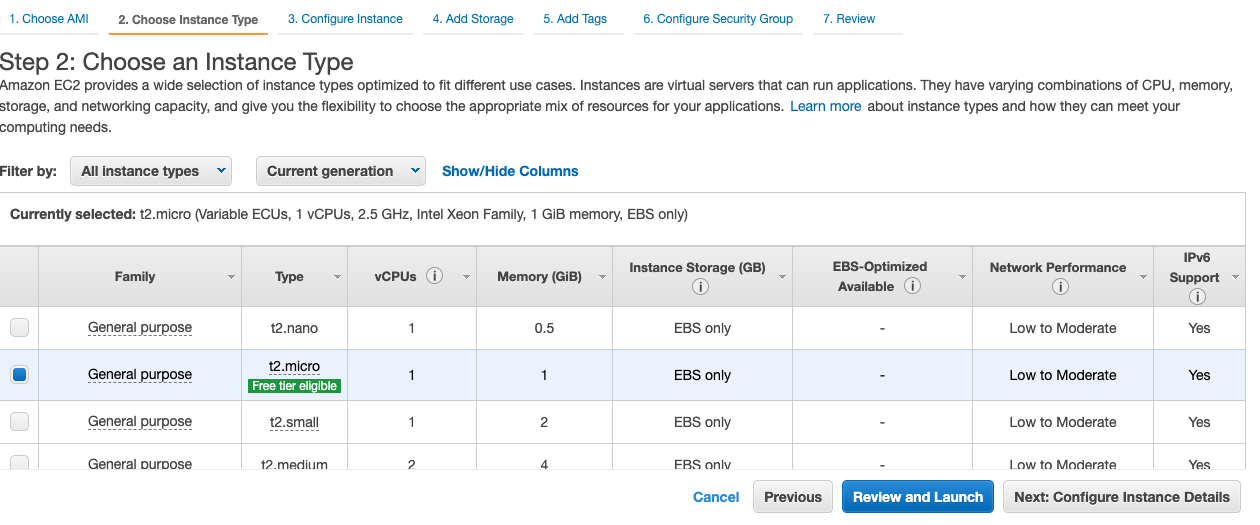 1. Choose AMI 2. Choose Instance Type 3. Configure Instance 4. Add Storage 5. Add Tags 6. Configure Security Group 7. Review
Step 2: Choose an Instance Type
Amazon EC2 provides a wide selection of instance types optimized to fit different use cases. Instances are virtual servers that can run applications. They have varying combinations of CPU, memory,
storage, and networking capacity, and give you the flexibility to choose the appropriate mix of resources for your applications. Learn more about instance types and how they can meet your
computing needs.
Filter by: All instance types Current generation Show/Hide Columns
Currently selected: t2.micro (Variable ECUs, 1 vCPUs, 2.5 GHz, Intel Xeon Family, 1 GiB memory, EBS only)
Family Type vCPUs i Memory (GiB) Instance Storage (GB) i EBS-Optimized Available i Network Performance i IPv6 Support i
General purpose t2.nano 1 0.5 EBS only - Low to Moderate Yes
General purpose t2.micro Free tier eligible 1 1 EBS only - Low to Moderate Yes
General purpose t2.small 1 2 EBS only - Low to Moderate Yes
General purpose t2.medium 2 4 EBS only - Low to Moderate Yes
Cancel Previous Review and Launch Next: Configure Instance Details